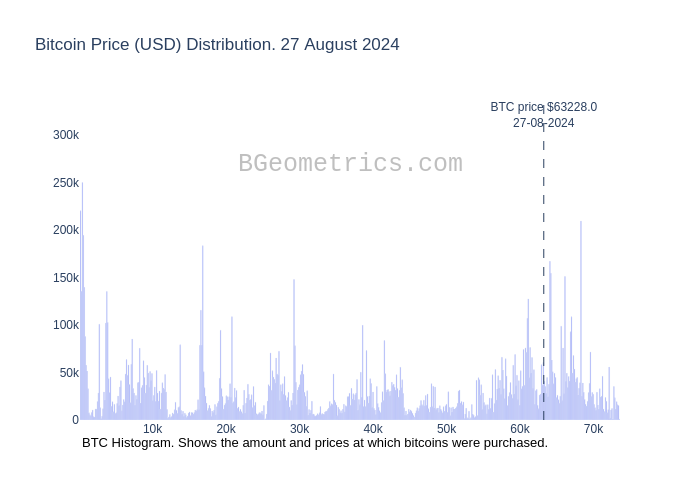 Bitcoin Price (USD) Distribution. 27 August 2024
BTC price $63228.0
27-08-2024
300k
BGeometrics.com
250k
200k
150k
100k
50k
0
10k 20k 30k 40k 50k 60k 70k
BTC Histogram. Shows the amount and prices at which bitcoins were purchased.